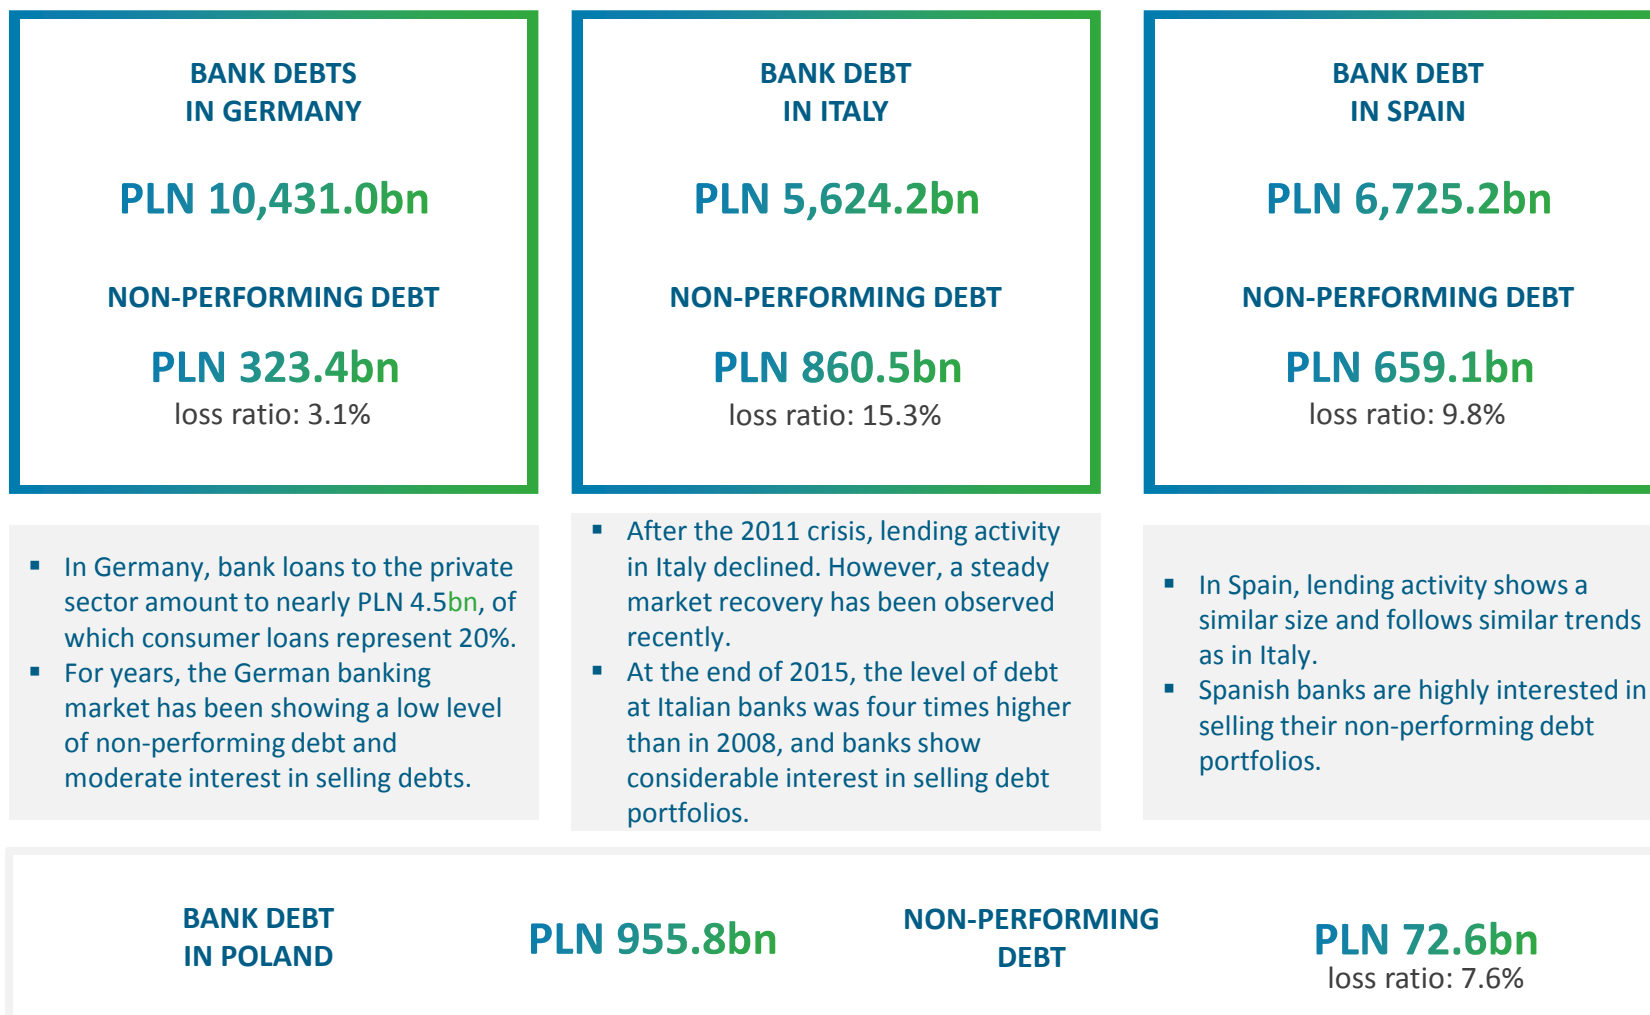 BANK DEBTS
IN GERMANY
PLN 10,431.0bn
NON-PERFORMING DEBT
PLN 323.4bn
loss ratio: 3.1%
BANK DEBT
IN ITALY
PLN 5,624.2bn
NON-PERFORMING DEBT
PLN 860.5bn
loss ratio: 15.3%
BANK DEBT
IN SPAIN
PLN 6,725.2bn
NON-PERFORMING DEBT
PLN 659.1bn
loss ratio: 9.8%
▪ In Germany, bank loans to the private
sector amount to nearly PLN 4.5bn, of
which consumer loans represent 20%.
▪ For years, the German banking
market has been showing a low level
of non-performing debt and
moderate interest in selling debts.
▪ After the 2011 crisis, lending activity
in Italy declined. However, a steady
market recovery has been observed
recently.
▪ At the end of 2015, the level of debt
at Italian banks was four times higher
than in 2008, and banks show
considerable interest in selling debt
portfolios.
▪ In Spain, lending activity shows a
similar size and follows similar trends
as in Italy.
▪ Spanish banks are highly interested in
selling their non-performing debt
portfolios.
BANK DEBT
IN POLAND
PLN 955.8bn
NON-PERFORMING
DEBT
PLN 72.6bn
loss ratio: 7.6%